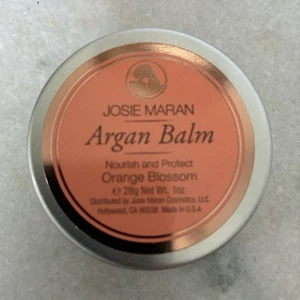 JOSIE MARAN
Argan Balm
Nourish and Protect
Orange Blossom
e 28g Net Wt. 1oz.
Distributed by Josie Maran Cosmetics, LLC
Hollywood, CA 90038 Made in U.S.A.